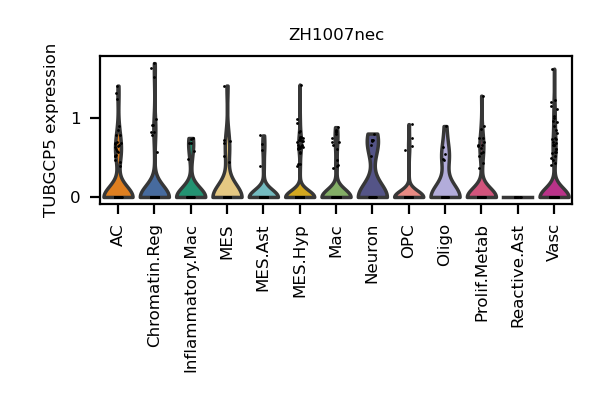 ZH1007nec
TUBGCP5 expression
1
0
AC
Chromatin.Reg
Inflammatory.Mac
MES
MES.Ast
MES.Hyp
Mac
Neuron
OPC
Oligo
Prolif.Metab
Reactive.Ast
Vasc